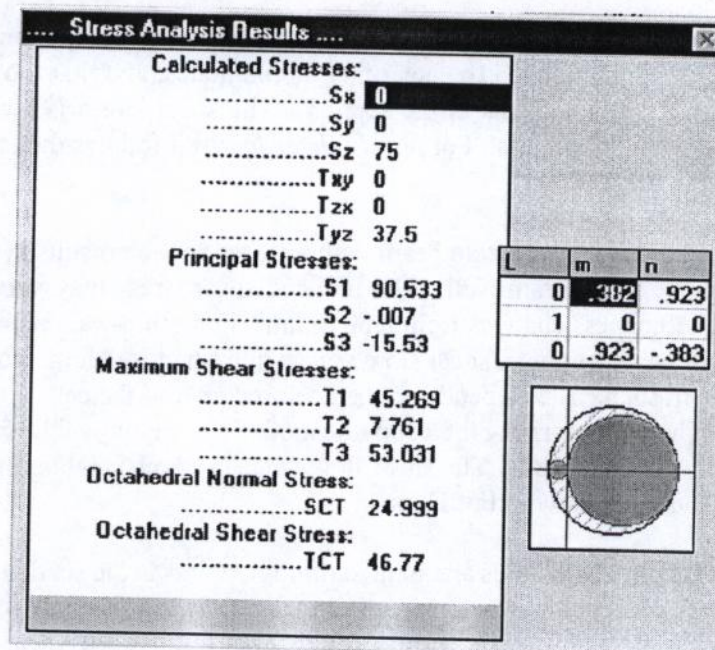 .... Stress Analysis Results ....
Calculated Stresses:
..................Sx 0
..................Sy 0
..................Sz 75
................Txy 0
................Tzx 0
................Tyz 37.5
Principal Stresses:
..................S1 90.533
..................S2 -.007
..................S3 -15.53
Maximum Shear Stresses:
..................T1 45.269
..................T2 7.761
..................T3 53.031
Octahedral Normal Stress:
................SCT 24.999
Octahedral Shear Stress:
................TCT 46.77
L m n
0 .382 .923
1 0 0
0 .923 -.383